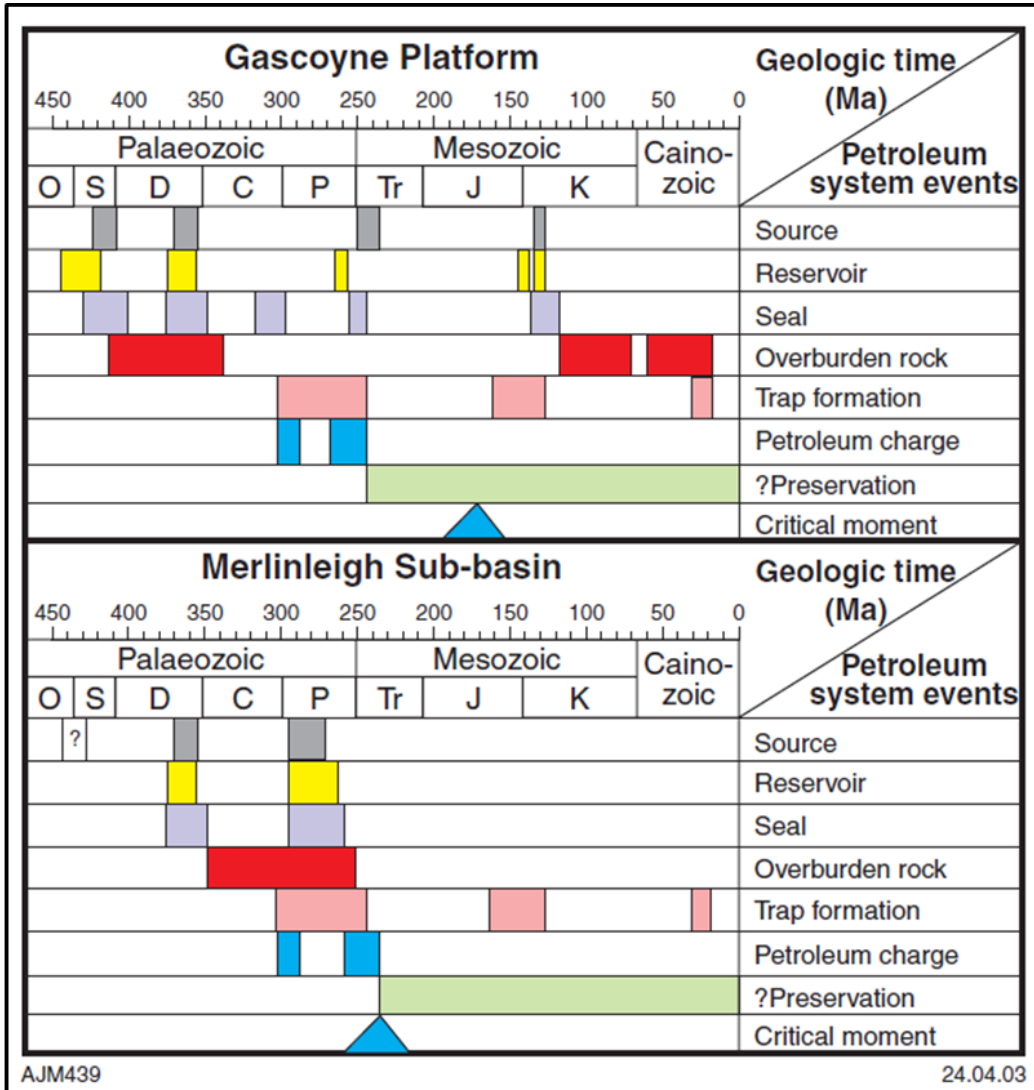 Gascoyne Platform
Geologic time
(Ma)
450 400 350 300 250 200 150 100 50 0
Palaeozoic Mesozoic Caino-
zoic
Petroleum
system events
O S D C P Tr J K
Source
Reservoir
Seal
Overburden rock
Trap formation
Petroleum charge
?Preservation
Critical moment
Merlinleigh Sub-basin
Geologic time
(Ma)
450 400 350 300 250 200 150 100 50 0
Palaeozoic Mesozoic Caino-
zoic
Petroleum
system events
O S D C P Tr J K
? Source
Reservoir
Seal
Overburden rock
Trap formation
Petroleum charge
?Preservation
Critical moment
AJM439 24.04.03